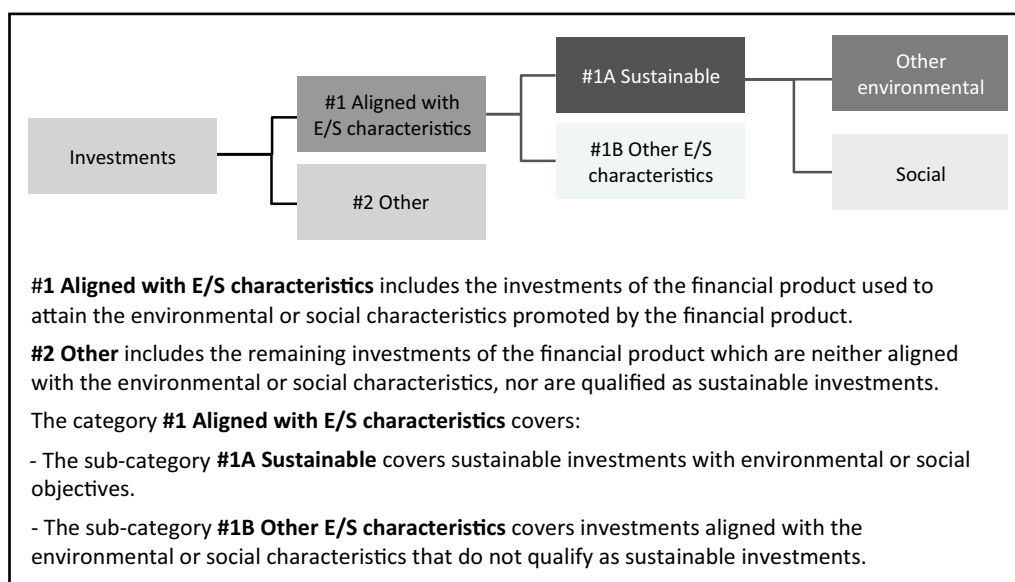 Investments
#1 Aligned with
E/S characteristics
#2 Other
#1A Sustainable
#1B Other E/S
characteristics
Other
environmental
Social
#1 Aligned with E/S characteristics includes the investments of the financial product used to
attain the environmental or social characteristics promoted by the financial product.
#2 Other includes the remaining investments of the financial product which are neither aligned
with the environmental or social characteristics, nor are qualified as sustainable investments.
The category #1 Aligned with E/S characteristics covers:
- The sub-category #1A Sustainable covers sustainable investments with environmental or social
objectives.
- The sub-category #1B Other E/S characteristics covers investments aligned with the
environmental or social characteristics that do not qualify as sustainable investments.